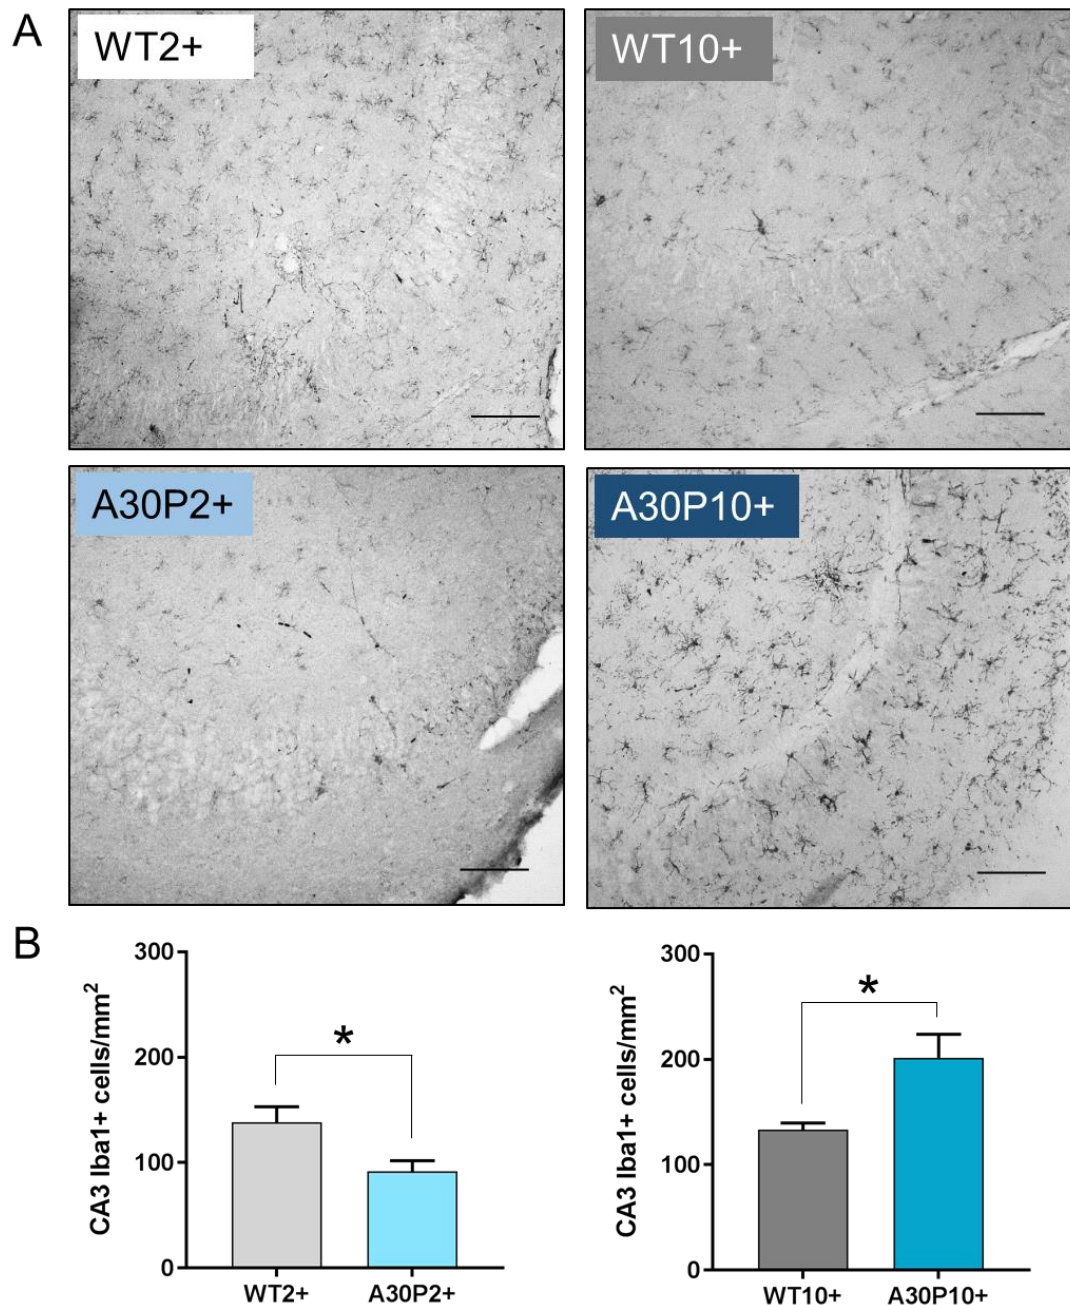 A
WT2+
WT10+
A30P2+
A30P10+
B
CA3 Iba1+ cells/mm²
300
200
100
0
*
WT2+
A30P2+
CA3 Iba1+ cells/mm²
300
200
100
0
*
WT10+
A30P10+